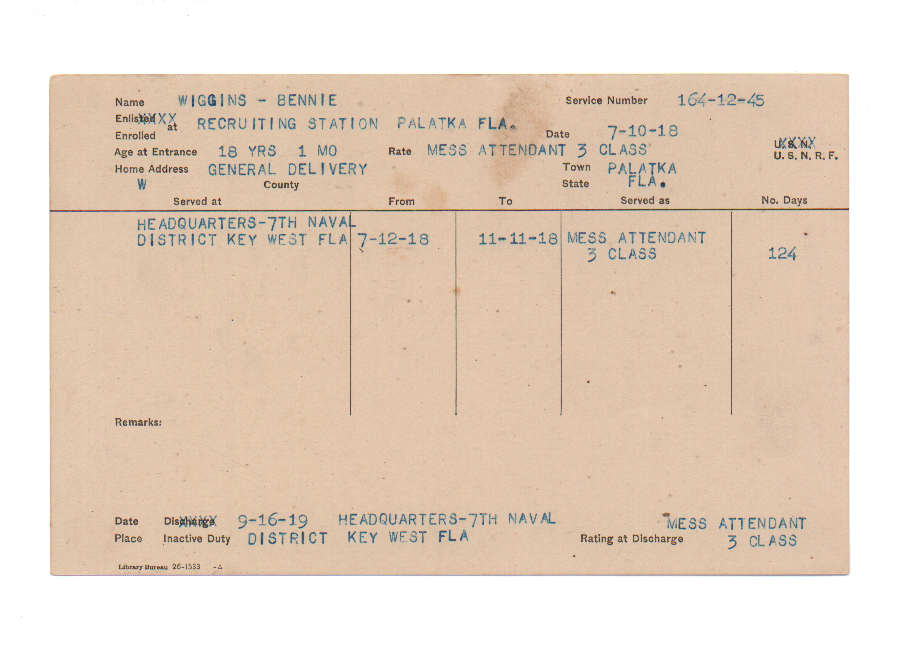 Name WIGGINS - BENNIE Service Number 164-12-45
Enlisted XXXX at RECRUITING STATION PALATKA FLA. Date 7-10-18
Enrolled
Age at Entrance 18 YRS 1 MO Rate MESS ATTENDANT 3 CLASS U.S.N. XXXX
U. S. N. R. F.
Home Address GENERAL DELIVERY Town PALATKA
W County State FLA.
Served at From To Served as No. Days
HEADQUARTERS-7TH NAVAL
DISTRICT KEY WEST FLA 7-12-18 11-11-18 MESS ATTENDANT
3 CLASS 124
Remarks:
Date Discharge XXXX 9-16-19 HEADQUARTERS-7TH NAVAL MESS ATTENDANT
Place Inactive Duty DISTRICT KEY WEST FLA Rating at Discharge 3 CLASS
Library Bureau 26-1533 -A